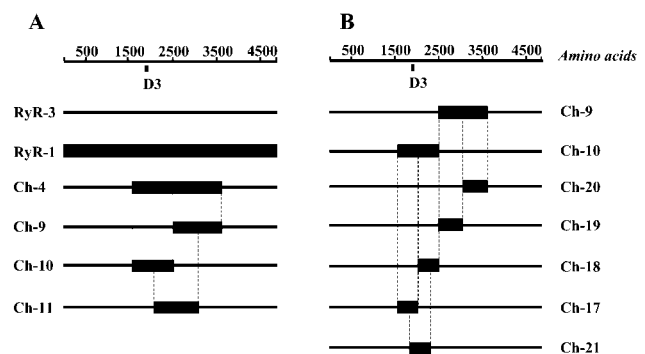 A
B
500 1500 2500 3500 4500
500 1500 2500 3500 4500
Amino acids
D3
D3
RyR-3
Ch-9
RyR-1
Ch-10
Ch-4
Ch-20
Ch-9
Ch-19
Ch-10
Ch-18
Ch-11
Ch-17
Ch-21